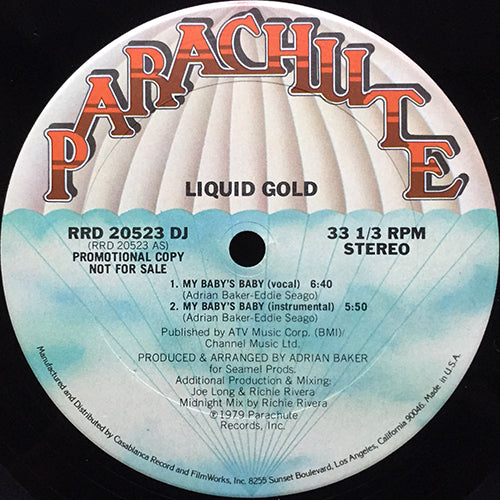 PARACHUTE
LIQUID GOLD
RRD 20523 DJ
(RRD 20523 AS)
PROMOTIONAL COPY
NOT FOR SALE
33 1/3 RPM
STEREO
1. MY BABY'S BABY (vocal) 6:40
(Adrian Baker-Eddie Seago)
2. MY BABY'S BABY (instrumental) 5:50
(Adrian Baker-Eddie Seago)
Published by ATV Music Corp. (BMI)/
Channel Music Ltd.
PRODUCED & ARRANGED BY ADRIAN BAKER
for Seamel Prods.
Additional Production & Mixing:
Joe Long & Richie Rivera
Midnight Mix by Richie Rivera
℗1979 Parachute
Records, Inc.
Manufactured and Distributed by Casablanca Record and FilmWorks, Inc. 8255 Sunset Boulevard, Los Angeles, California 90046. Made in U.S.A.